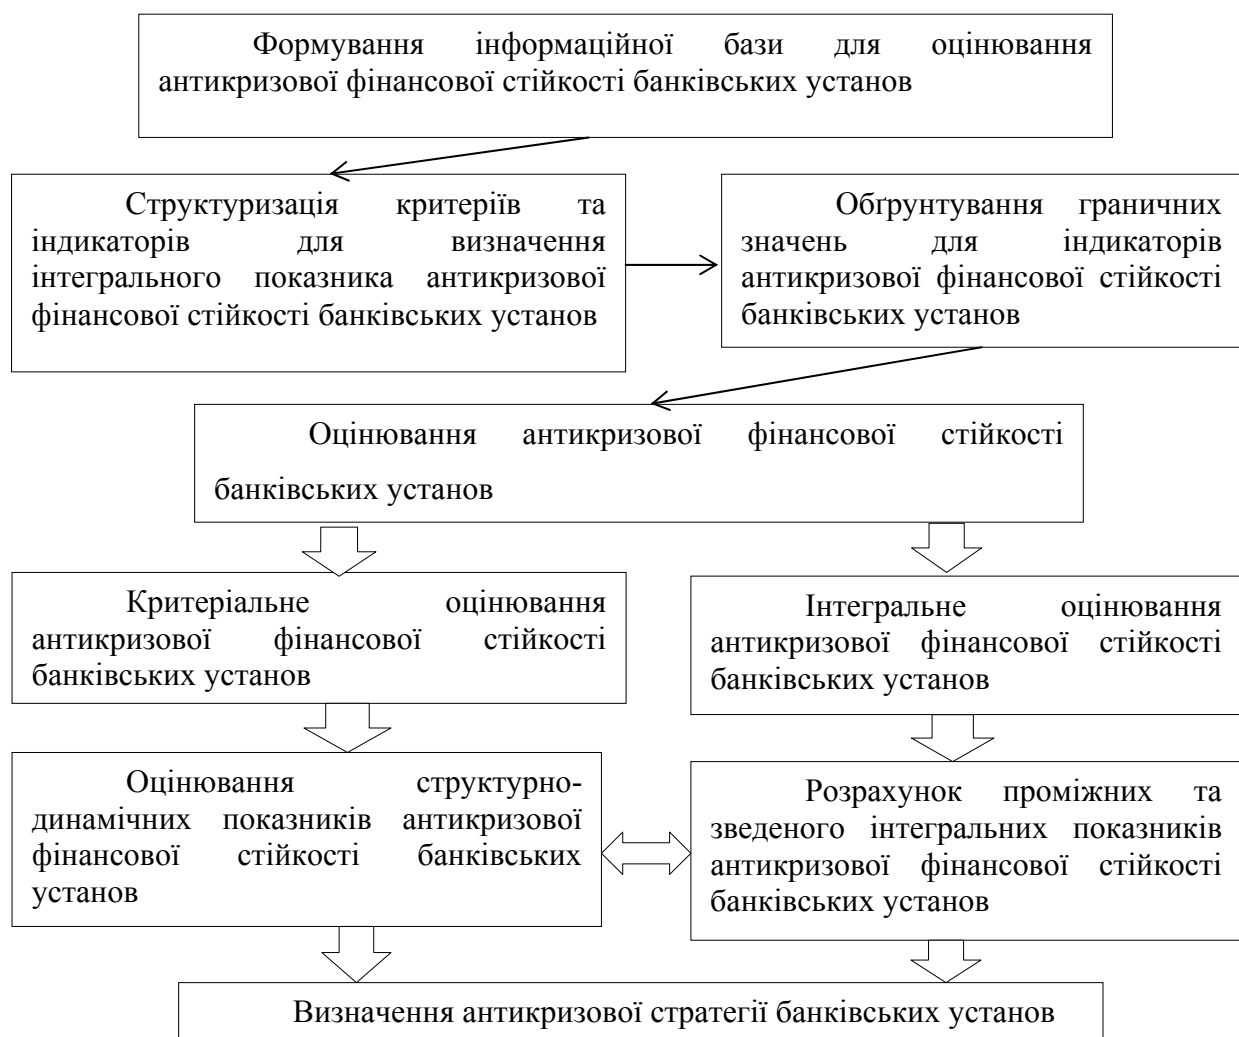 Формування інформаційної бази для оцінювання
антикризової фінансової стійкості банківських установ
Структуризація критеріїв та
індикаторів для визначення
інтегрального показника антикризової
фінансової стійкості банківських установ
Обґрунтування граничних
значень для індикаторів
антикризової фінансової стійкості
банківських установ
Оцінювання антикризової фінансової стійкості
банківських установ
Критеріальне оцінювання
антикризової фінансової стійкості
банківських установ
Інтегральне оцінювання
антикризової фінансової стійкості
банківських установ
Оцінювання структурно-
динамічних показників антикризової
фінансової стійкості банківських
установ
Розрахунок проміжних та
зведеного інтегральних показників
антикризової фінансової стійкості
банківських установ
Визначення антикризової стратегії банківських установ